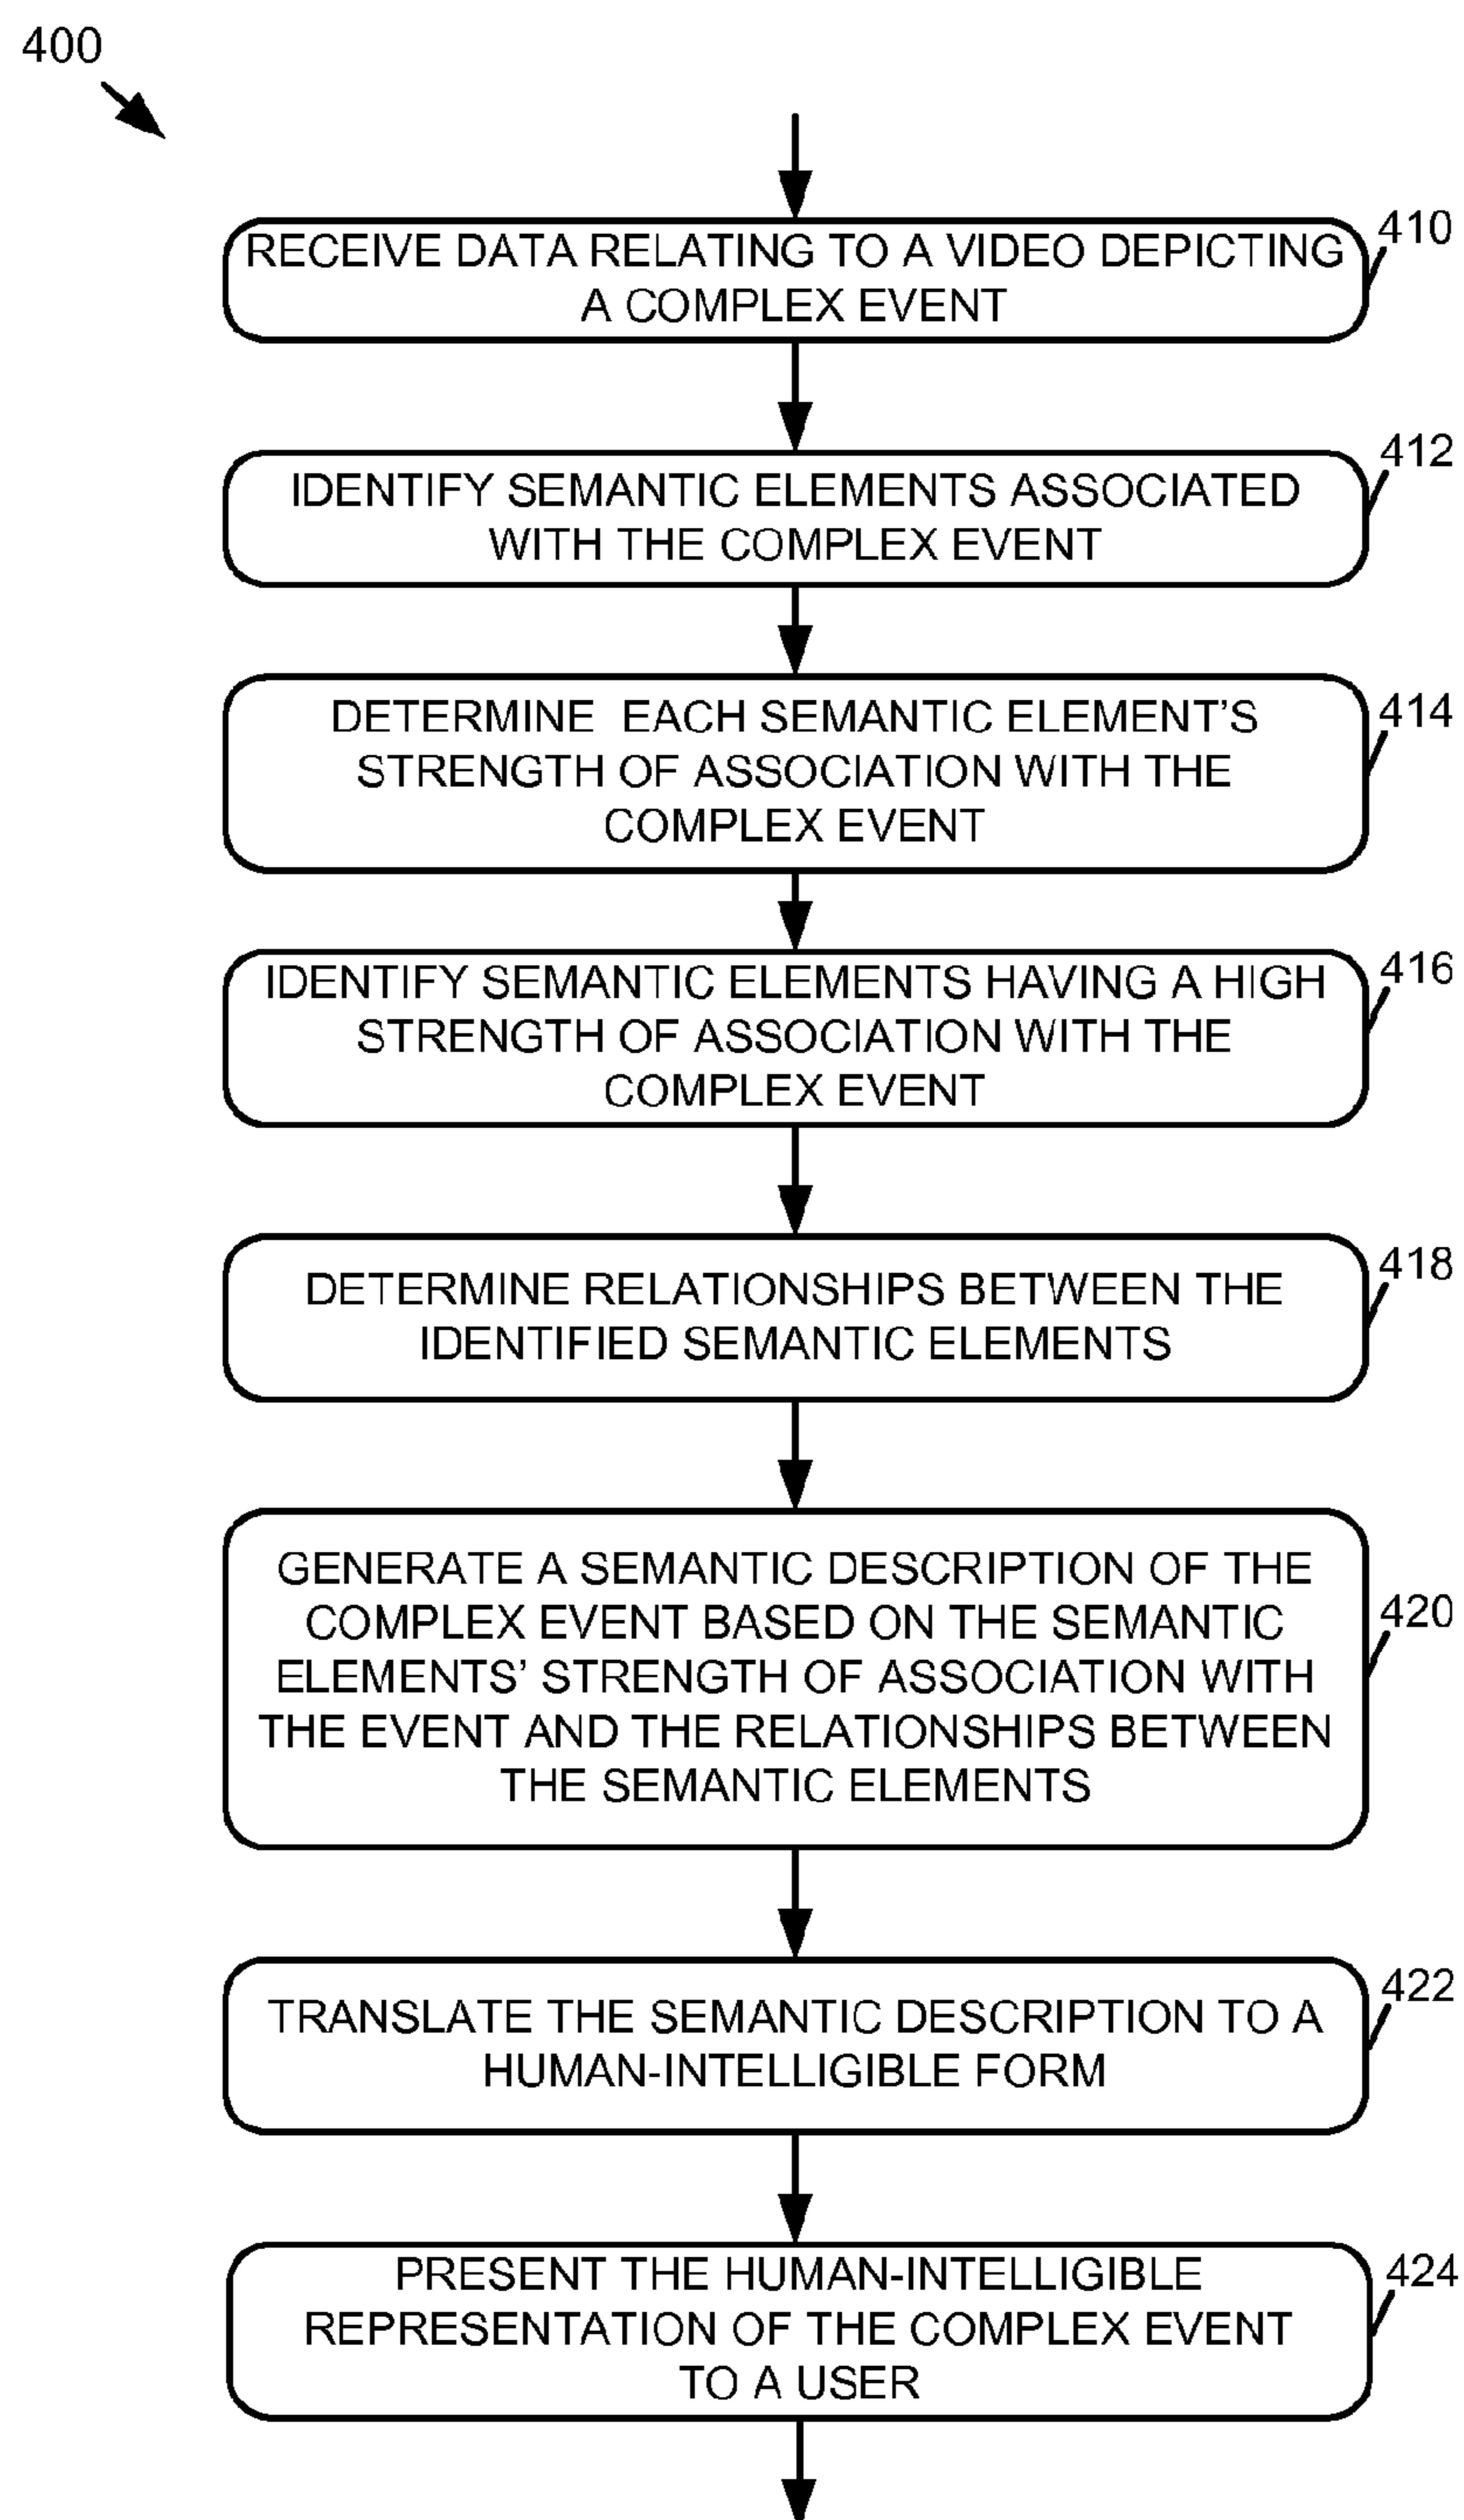 400
410
RECEIVE DATA RELATING TO A VIDEO DEPICTING
A COMPLEX EVENT
412
IDENTIFY SEMANTIC ELEMENTS ASSOCIATED
WITH THE COMPLEX EVENT
414
DETERMINE EACH SEMANTIC ELEMENT’S
STRENGTH OF ASSOCIATION WITH THE
COMPLEX EVENT
416
IDENTIFY SEMANTIC ELEMENTS HAVING A HIGH
STRENGTH OF ASSOCIATION WITH THE
COMPLEX EVENT
418
DETERMINE RELATIONSHIPS BETWEEN THE
IDENTIFIED SEMANTIC ELEMENTS
420
GENERATE A SEMANTIC DESCRIPTION OF THE
COMPLEX EVENT BASED ON THE SEMANTIC
ELEMENTS’ STRENGTH OF ASSOCIATION WITH
THE EVENT AND THE RELATIONSHIPS BETWEEN
THE SEMANTIC ELEMENTS
422
TRANSLATE THE SEMANTIC DESCRIPTION TO A
HUMAN-INTELLIGIBLE FORM
424
PRESENT THE HUMAN-INTELLIGIBLE
REPRESENTATION OF THE COMPLEX EVENT
TO A USER